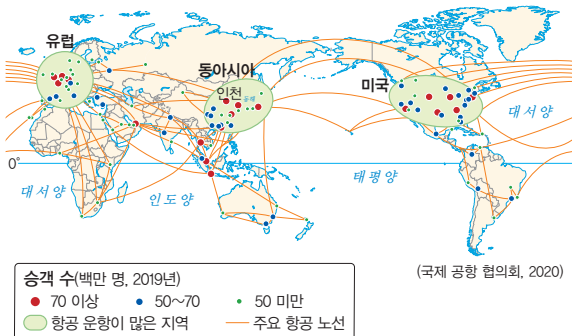 유럽
동아시아
인천
동해
미국
대서양
0°
대서양
인도양
태평양
(국제 공항 협의회, 2020)
승객 수(백만 명, 2019년)
70 이상
50~70
50 미만
항공 운항이 많은 지역
주요 항공 노선